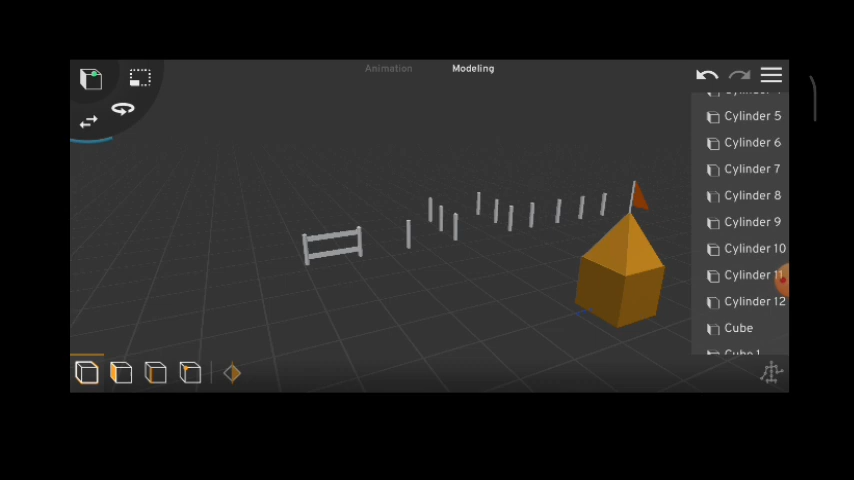 Animation
Modeling
Cylinder 5
Cylinder 6
Cylinder 7
Cylinder 8
Cylinder 9
Cylinder 10
Cylinder 11
Cylinder 12
Cube